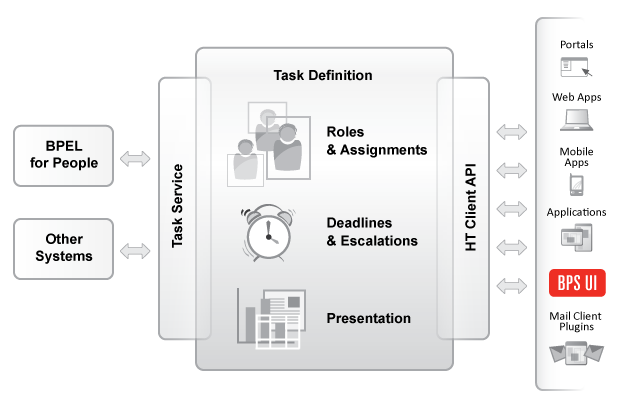 BPEL
for People
Other
Systems
Task Service
Task Definition
Roles
& Assignments
Deadlines
& Escalations
Presentation
HT Client API
Portals
Web Apps
Mobile
Apps
Applications
BPS UI
Mail Client
Plugins